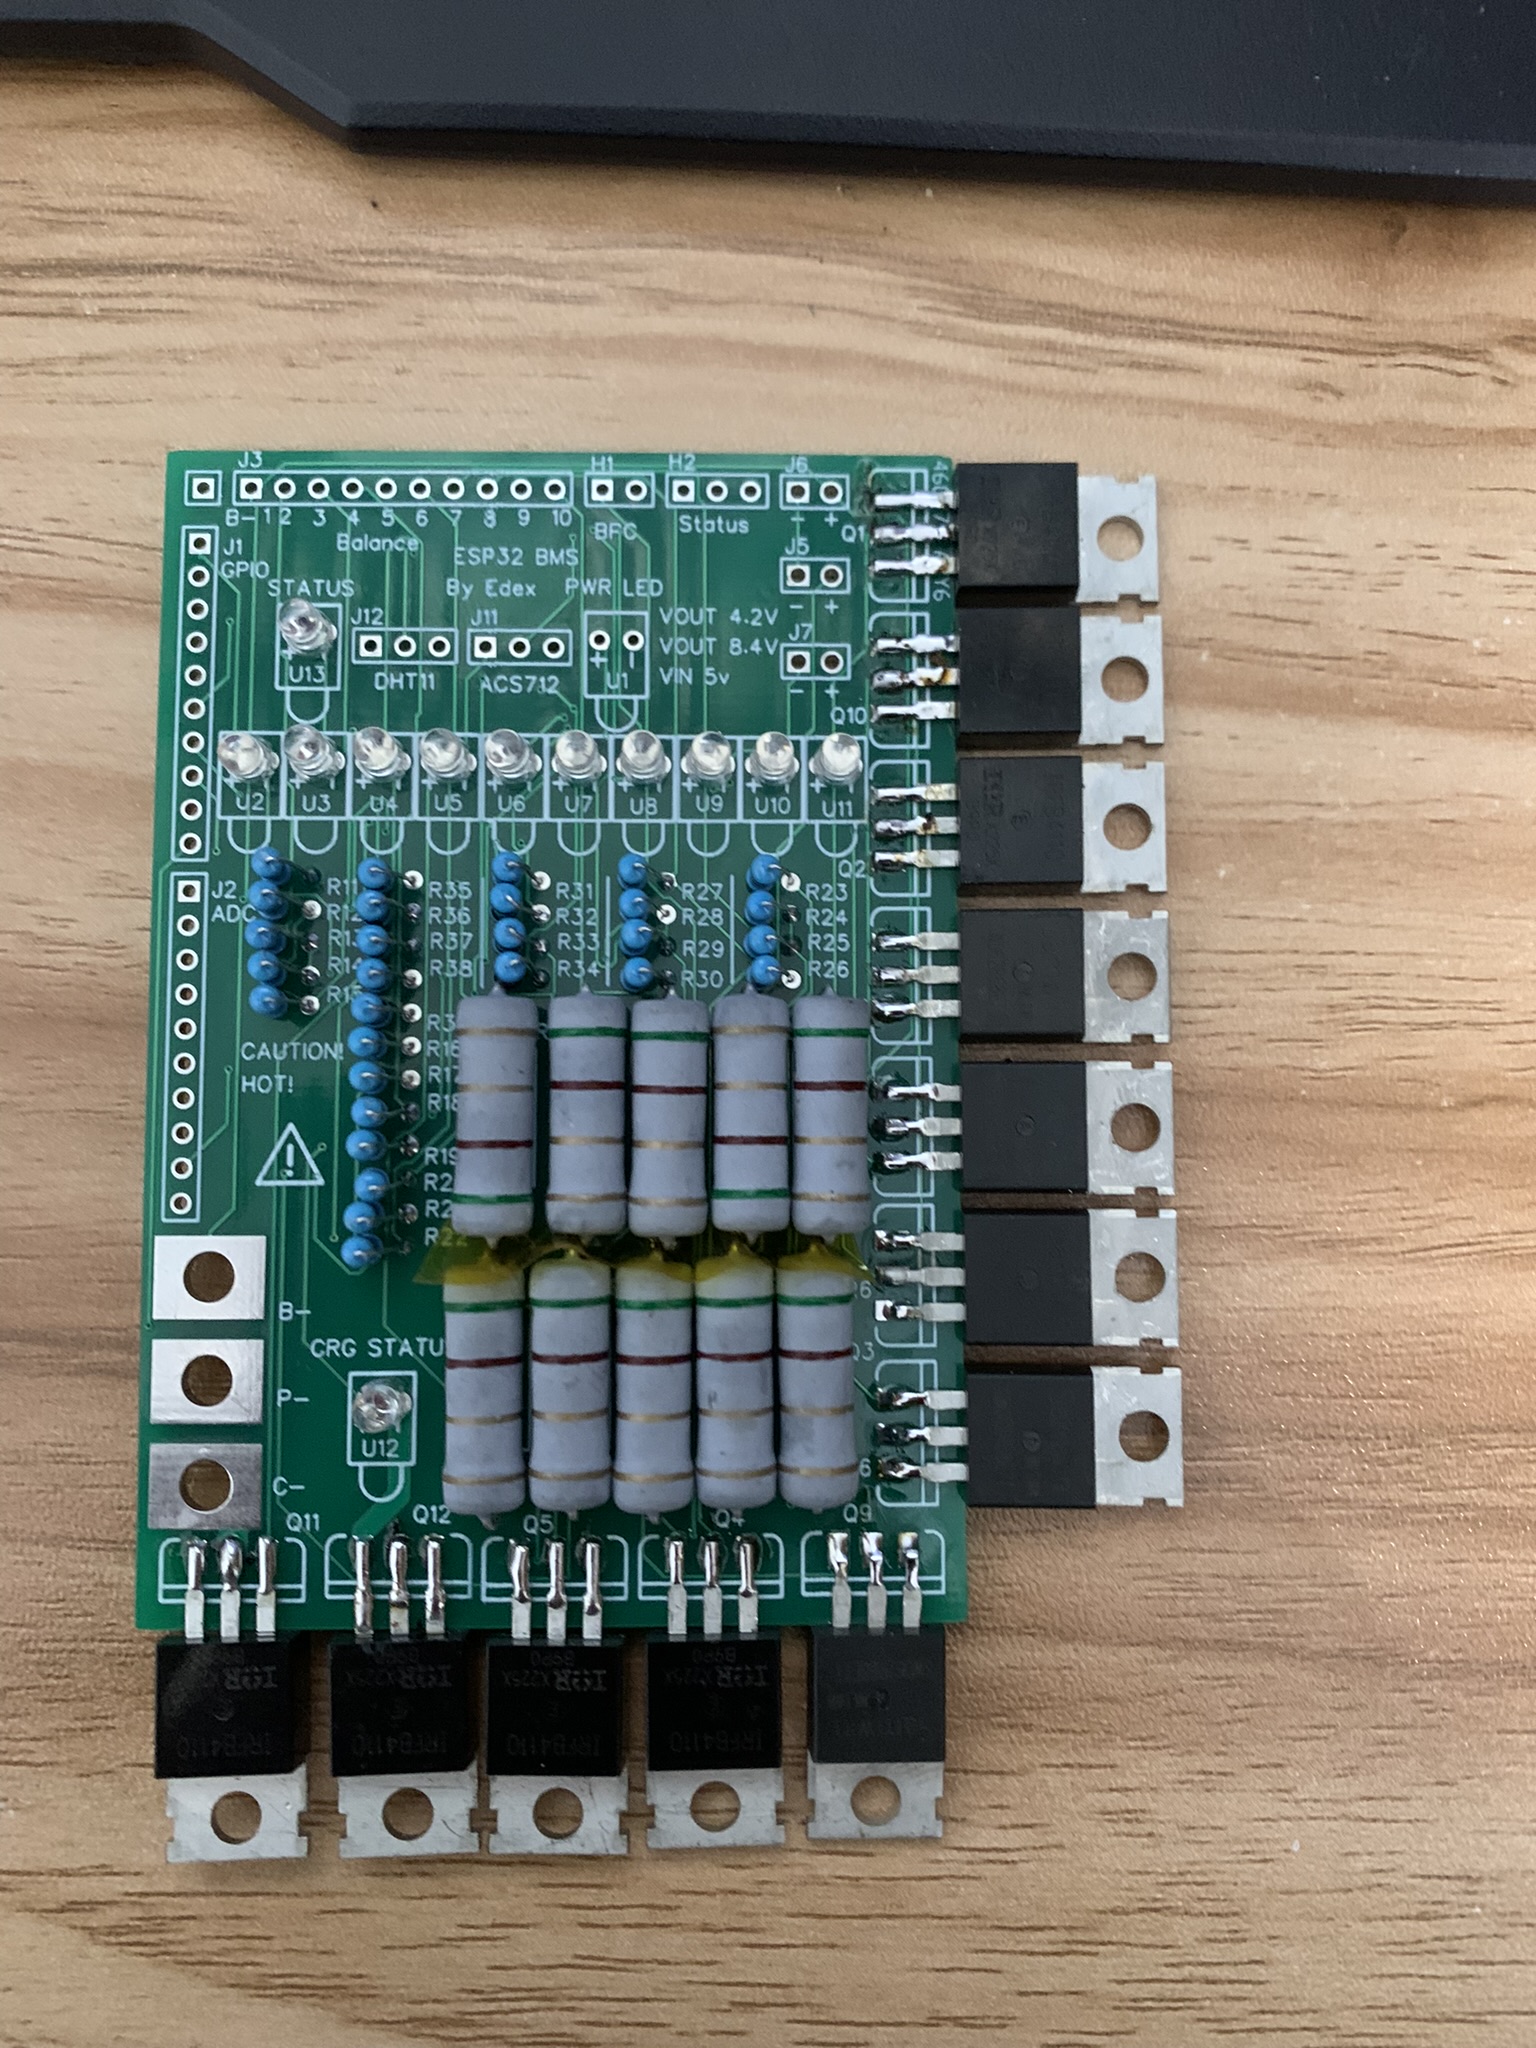 J3
H1
H2
J6
B- 1 2 3 4 5 6 7 8 9 10
Balance
BFC
Status
- +
Q1
J1
GPIO
ESP32 BMS
By Edex
J5
- +
STATUS
PWR LED
J12
J11
VOUT 4.2V
VOUT 8.4V
VIN 5v
J7
- +
+
U13
DHT11
ACS712
+ -
U1
Q10
U2
U3
U4
U5
U6
U7
U8
U9
U10
U11
Q2
J2
ADC
R11
R12
R14
R15
R35
R36
R37
R38
R16
R17
R18
R22
R31
R32
R33
R34
R27
R28
R29
R30
R23
R24
R25
R26
CAUTION!
HOT!
!
B-
P-
C-
CRG STATU
U12
Q3
Q11
Q12
Q5
Q4
Q9
IRFB4110
IRFB4110
IRFB4110
IRFB4110